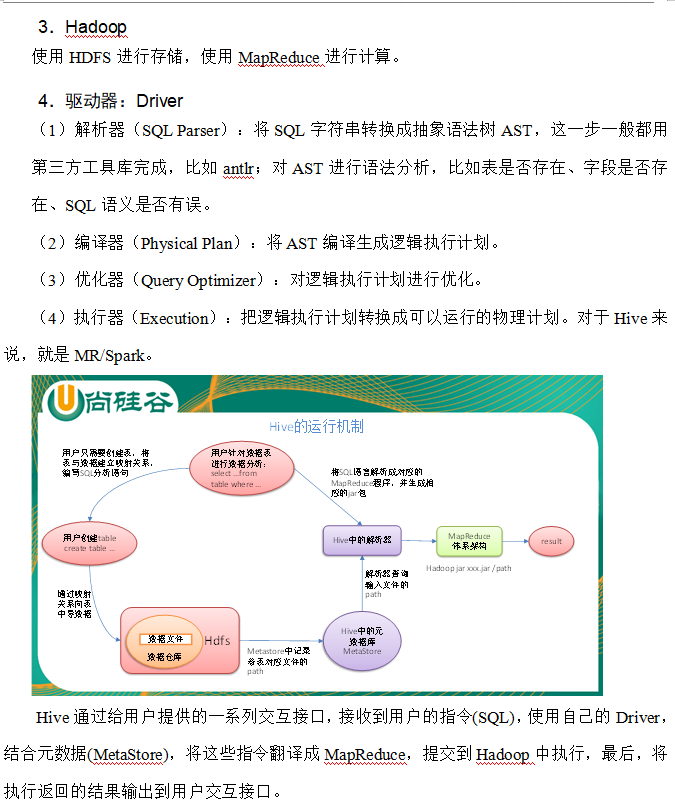 3．Hadoop
使用 HDFS 进行存储，使用 MapReduce 进行计算。
4．驱动器：Driver
（1）解析器（SQL Parser）：将 SQL 字符串转换成抽象语法树 AST，这一步一般都用
第三方工具库完成，比如 antlr；对 AST 进行语法分析，比如表是否存在、字段是否存
在、SQL 语义是否有误。
（2）编译器（Physical Plan）：将 AST 编译生成逻辑执行计划。
（3）优化器（Query Optimizer）：对逻辑执行计划进行优化。
（4）执行器（Execution）：把逻辑执行计划转换成可以运行的物理计划。对于 Hive 来
说，就是 MR/Spark。
尚硅谷
Hive的运行机制
用户只需要创建表，将
表与数据建立映射关系，
编写SQL分析语句
用户针对数据表
进行数据分析：
select ...from
table where ...
将SQL语言解析成对应的
MapReduce程序，并生成相
应的jar包
用户创建table
create table ...
Hive中的解析器
MapReduce
体系架构
result
Hadoop jar xxx.jar /path
通过映射
关系向表
中导数据
解析器查询
输入文件的
path
数据文件
数据仓库
Hdfs
Metastore中记录
着表对应文件的
path
Hive中的元
数据库
MetaStore
Hive 通过给用户提供的一系列交互接口，接收到用户的指令(SQL)，使用自己的 Driver，
结合元数据(MetaStore)，将这些指令翻译成 MapReduce，提交到 Hadoop 中执行，最后，将
执行返回的结果输出到用户交互接口。